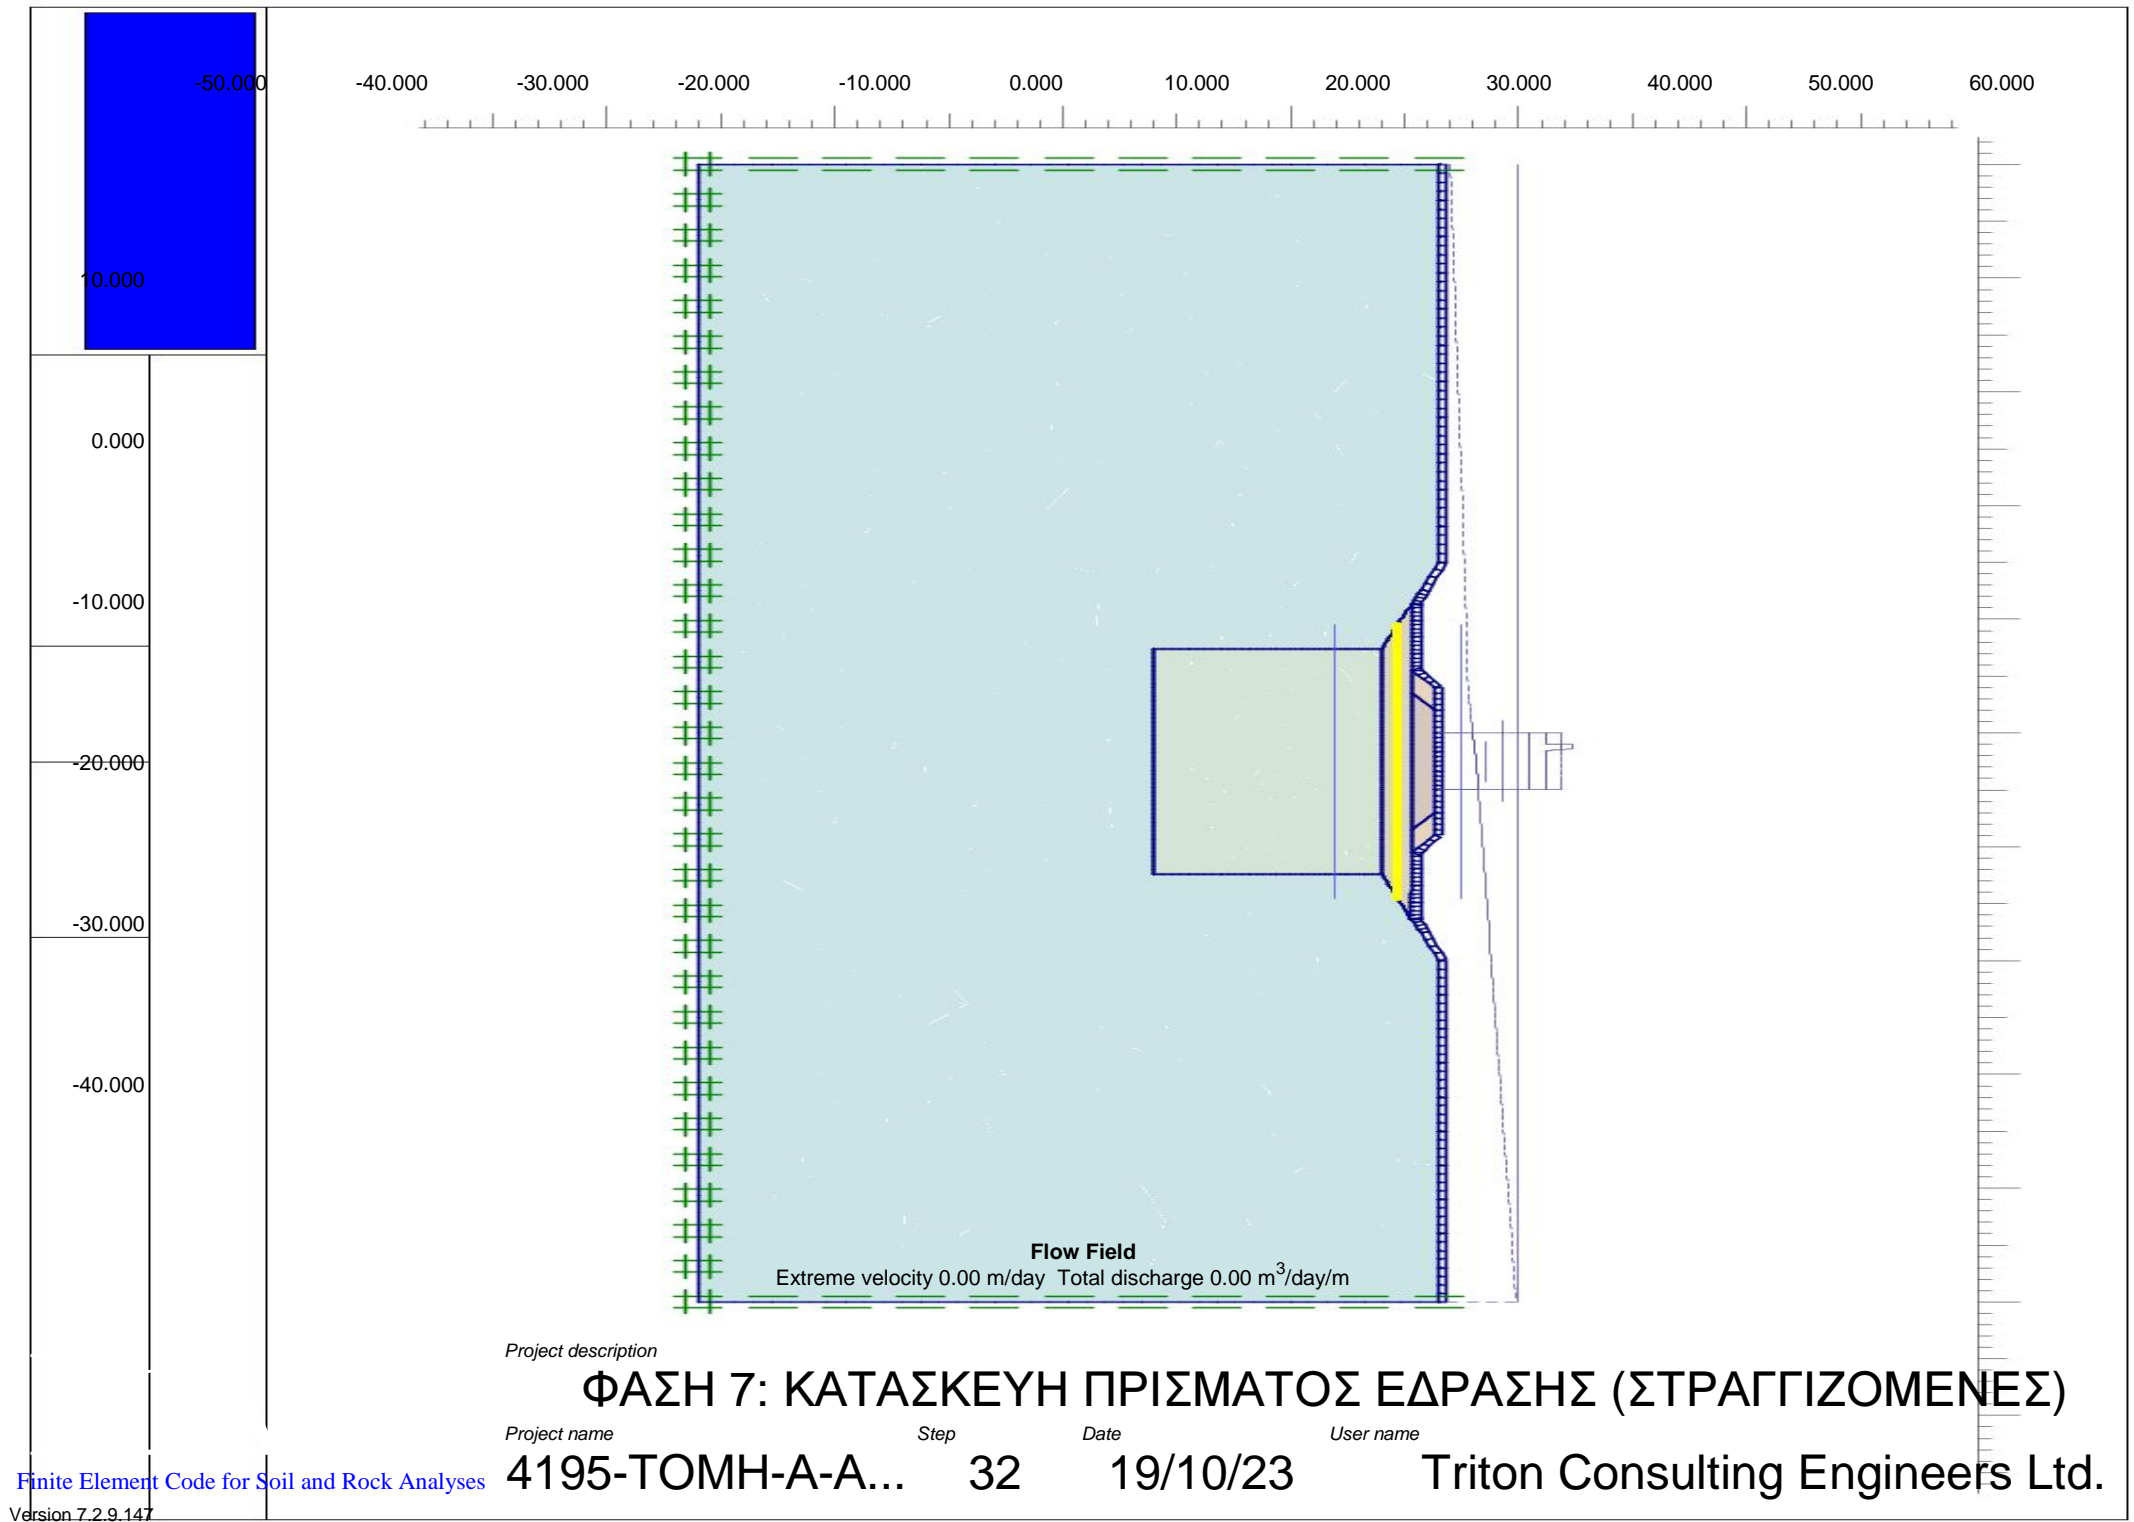 -50.000 -40.000 -30.000 -20.000 -10.000 0.000 10.000 20.000 30.000 40.000 50.000 60.000
10.000
0.000
-10.000
-20.000
-30.000
-40.000
Flow Field
Extreme velocity 0.00 m/day Total discharge 0.00 m³/day/m
Project description
ΦΑΣΗ 7: ΚΑΤΑΣΚΕΥΗ ΠΡΙΣΜΑΤΟΣ ΕΔΡΑΣΗΣ (ΣΤΡΑΓΓΙΖΟΜΕΝΕΣ)
Project name Step Date User name
4195-ΤΟΜΗ-Α-Α... 32 19/10/23 Triton Consulting Engineers Ltd.
Finite Element Code for Soil and Rock Analyses
Version 7.2.9.147